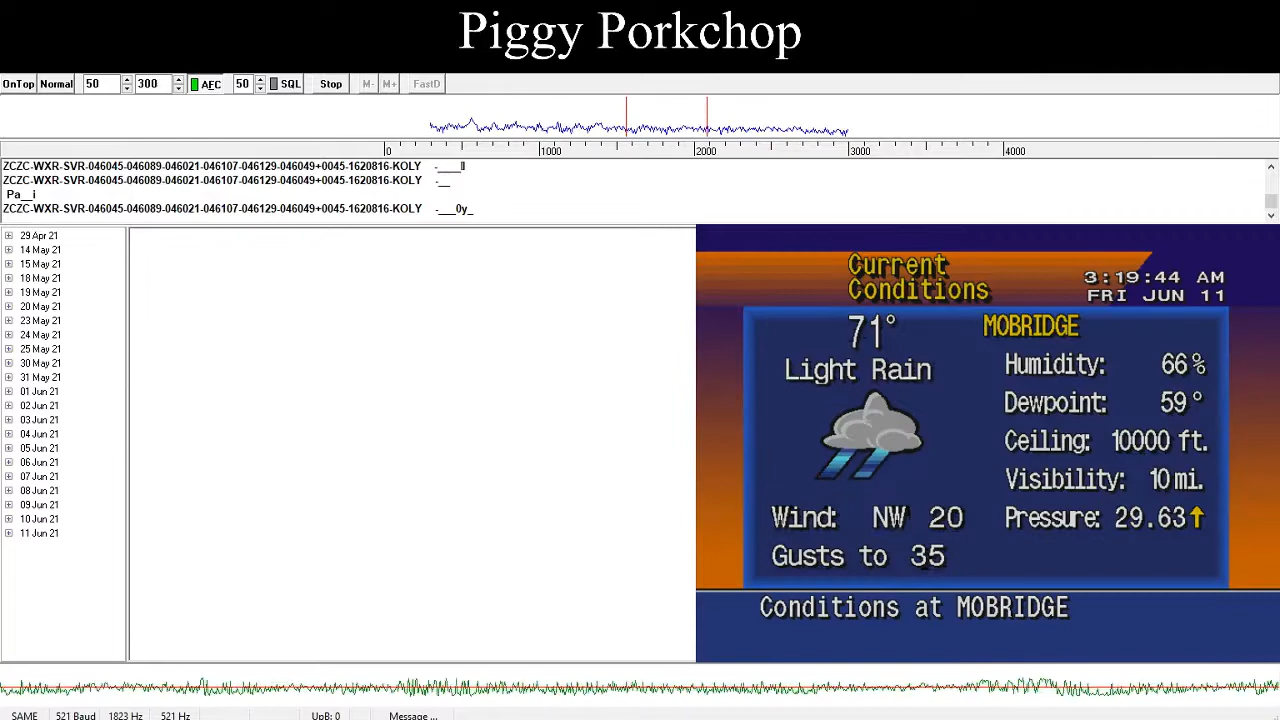 Piggy Porkchop
OnTop Normal 50 300 AFC 50 SQL Stop M- M+ FastD
0 1000 2000 3000 4000
ZCZC-WXR-SVR-046045-046089-046021-046107-046129-046049+0045-1620816-KOLY -____
ZCZC-WXR-SVR-046045-046089-046021-046107-046129-046049+0045-1620816-KOLY -__
Pa__i
ZCZC-WXR-SVR-046045-046089-046021-046107-046129-046049+0045-1620816-KOLY -___0y_
29 Apr 21
14 May 21
15 May 21
18 May 21
19 May 21
20 May 21
23 May 21
24 May 21
25 May 21
30 May 21
31 May 21
01 Jun 21
02 Jun 21
03 Jun 21
04 Jun 21
05 Jun 21
06 Jun 21
07 Jun 21
08 Jun 21
09 Jun 21
10 Jun 21
11 Jun 21
Current
Conditions
3:19:44 AM
FRI JUN 11
71°
Light Rain
Wind: NW 20
Gusts to 35
MOBRIDGE
Humidity: 66%
Dewpoint: 59°
Ceiling: 10000 ft.
Visibility: 10 mi.
Pressure: 29.63↑
Conditions at MOBRIDGE
SAME 521 Baud 1823 Hz 521 Hz UpB: 0 Message ...